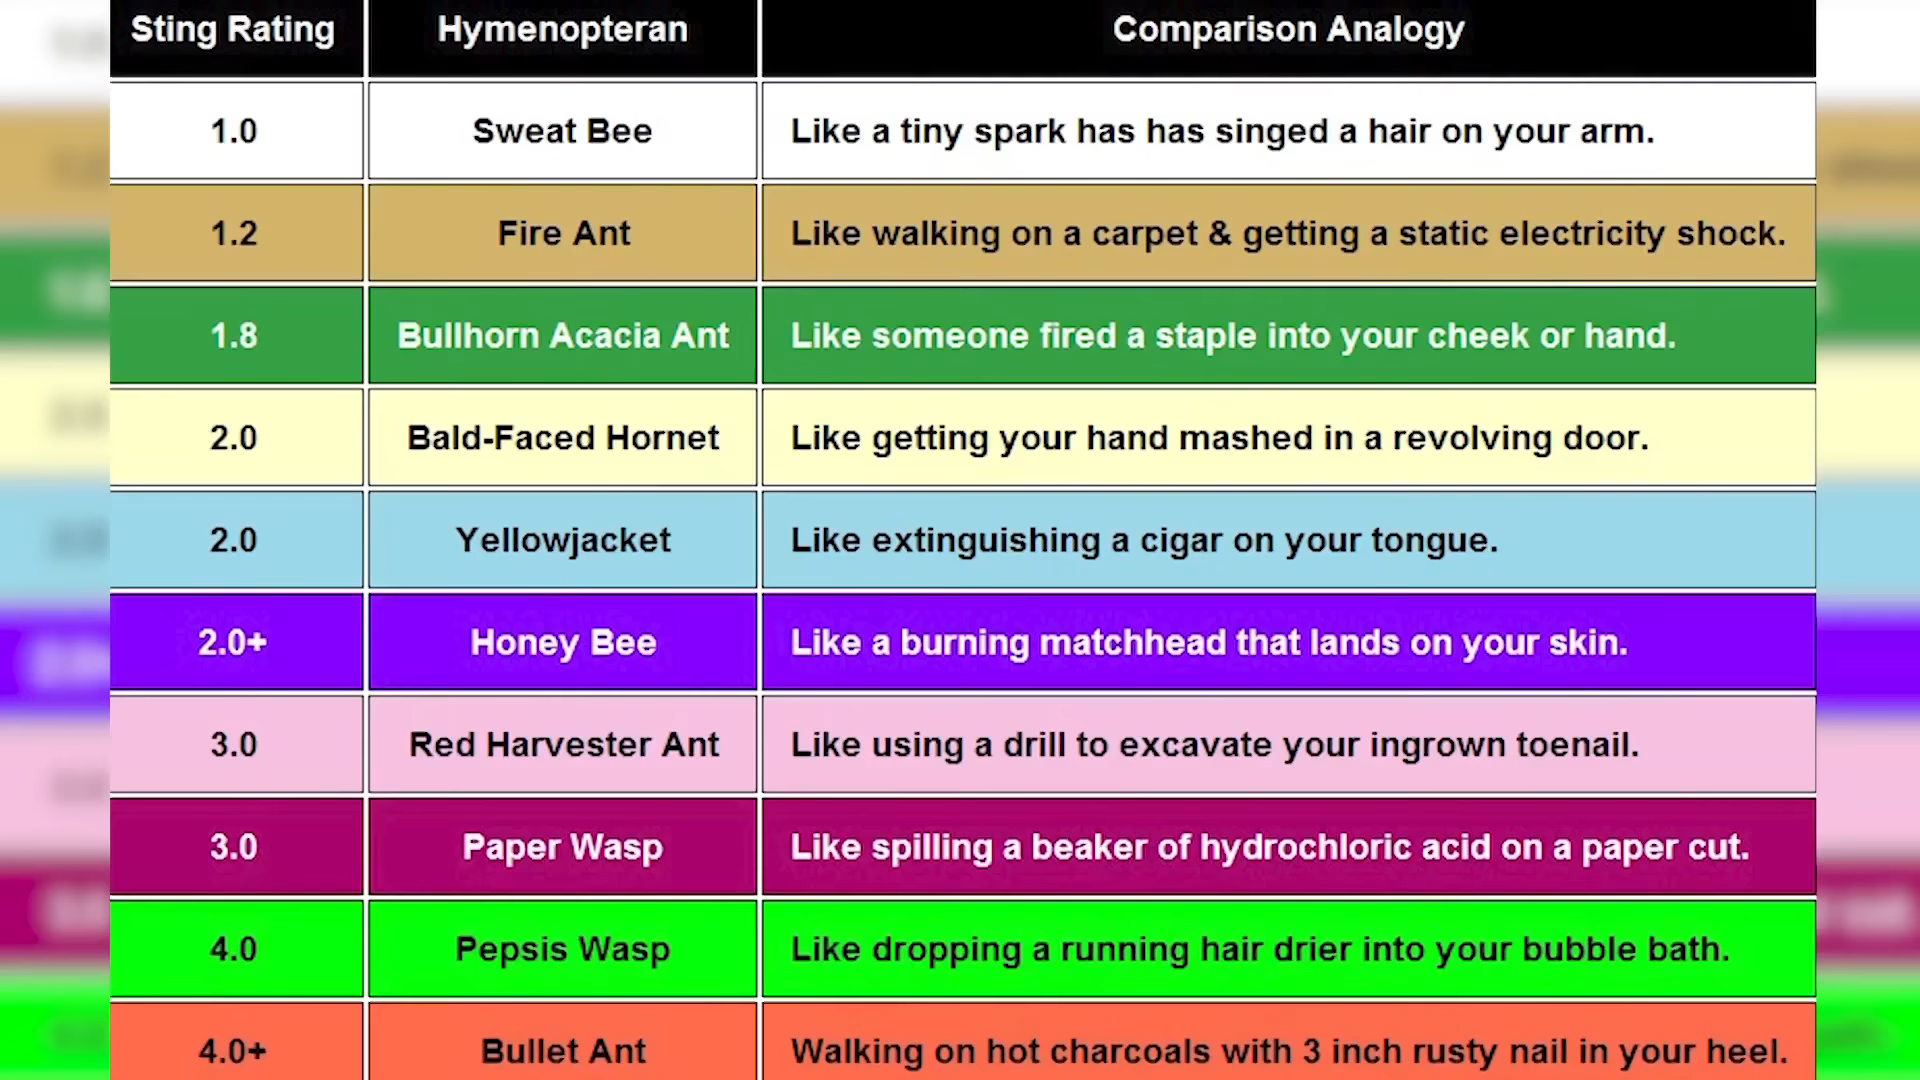 Sting Rating Hymenopteran Comparison Analogy
1.0 Sweat Bee Like a tiny spark has has singed a hair on your arm.
1.2 Fire Ant Like walking on a carpet & getting a static electricity shock.
1.8 Bullhorn Acacia Ant Like someone fired a staple into your cheek or hand.
2.0 Bald-Faced Hornet Like getting your hand mashed in a revolving door.
2.0 Yellowjacket Like extinguishing a cigar on your tongue.
2.0+ Honey Bee Like a burning matchhead that lands on your skin.
3.0 Red Harvester Ant Like using a drill to excavate your ingrown toenail.
3.0 Paper Wasp Like spilling a beaker of hydrochloric acid on a paper cut.
4.0 Pepsis Wasp Like dropping a running hair drier into your bubble bath.
4.0+ Bullet Ant Walking on hot charcoals with 3 inch rusty nail in your heel.